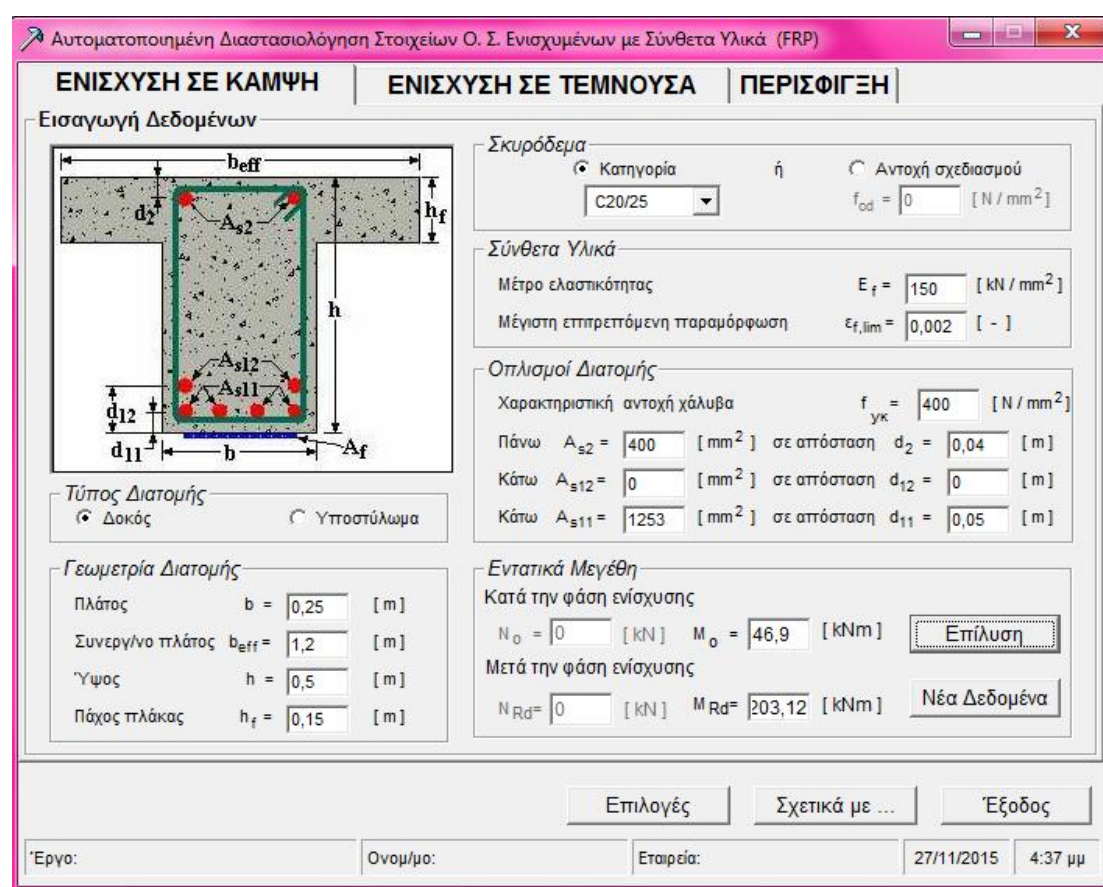 Αυτοματοποιημένη Διαστασιολόγηση Στοιχείων Ο. Σ. Ενισχυμένων με Σύνθετα Υλικά (FRP)
ΕΝΙΣΧΥΣΗ ΣΕ ΚΑΜΨΗ ΕΝΙΣΧΥΣΗ ΣΕ ΤΕΜΝΟΥΣΑ ΠΕΡΙΣΦΙΓΞΗ
Εισαγωγή Δεδομένων
beff
d2
As2
hf
h
As12
As11
d12
d11
b
Af
Τύπος Διατομής
Δοκός Υποστύλωμα
Γεωμετρία Διατομής
Πλάτος b = 0,25 [ m ]
Συνεργ/νο πλάτος beff = 1,2 [ m ]
Ύψος h = 0,5 [ m ]
Πάχος πλάκας hf = 0,15 [ m ]
Σκυρόδεμα
Κατηγορία ή Αντοχή σχεδιασμού
C20/25 fcd = 0 [ N / mm2 ]
Σύνθετα Υλικά
Μέτρο ελαστικότητας Ef = 150 [ kN / mm2 ]
Μέγιστη επιτρεπτόμενη παραμόρφωση εf,lim = 0,002 [ - ]
Οπλισμοί Διατομής
Χαρακτηριστική αντοχή χάλυβα fyκ = 400 [ N / mm2 ]
Πάνω As2 = 400 [ mm2 ] σε απόσταση d2 = 0,04 [ m ]
Κάτω As12 = 0 [ mm2 ] σε απόσταση d12 = 0 [ m ]
Κάτω As11 = 1253 [ mm2 ] σε απόσταση d11 = 0,05 [ m ]
Εντατικά Μεγέθη
Κατά την φάση ενίσχυσης
No = 0 [ kN ] Mo = 46,9 [ kNm ] Επίλυση
Μετά την φάση ενίσχυσης
NRd= 0 [ kN ] MRd= 203,12 [ kNm ] Νέα Δεδομένα
Επιλογές Σχετικά με ... Έξοδος
Έργο: Ονομ/μο: Εταιρεία: 27/11/2015 4:37 μμ